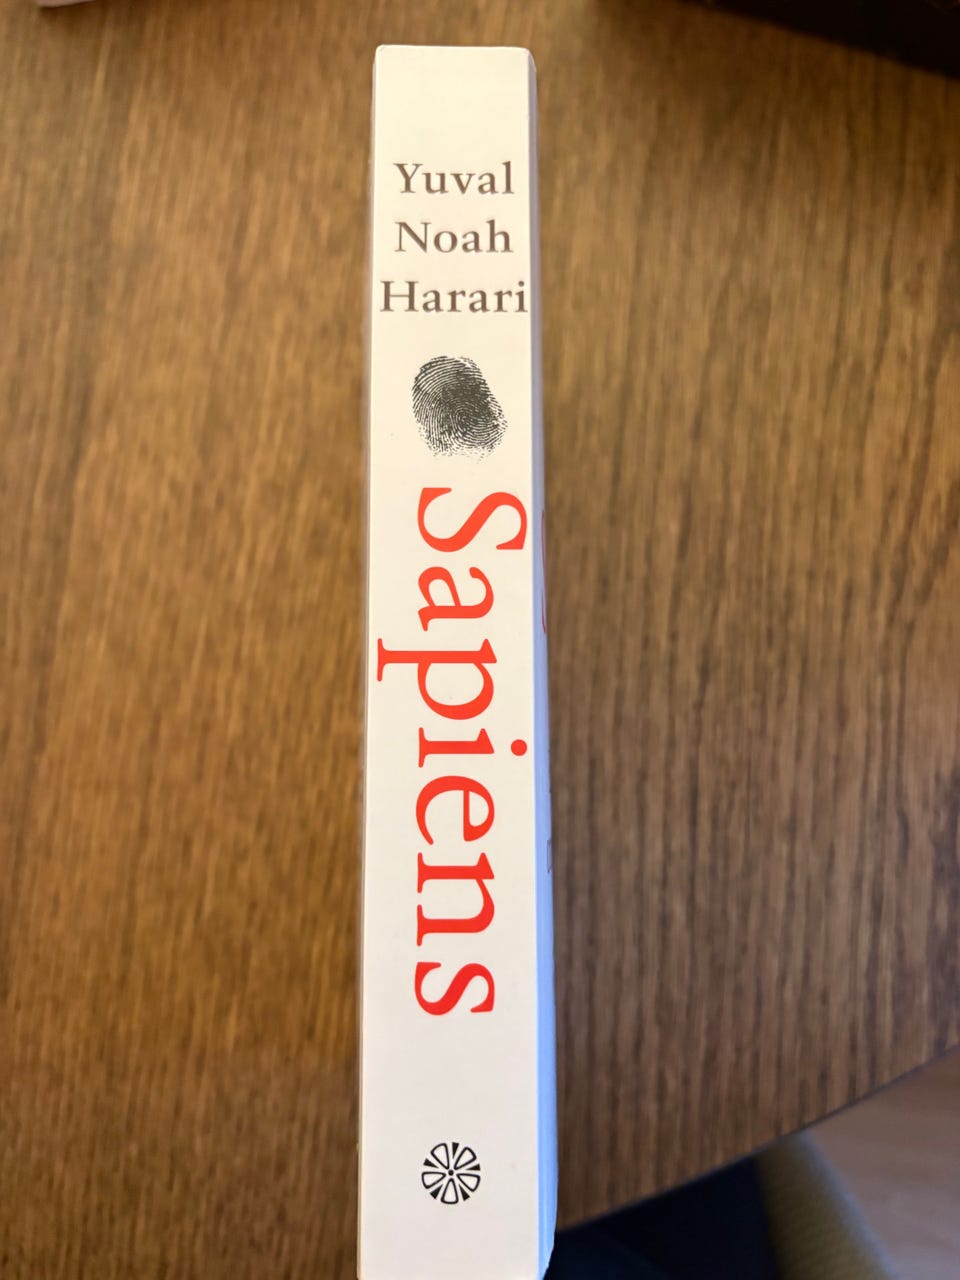 Yuval
Noah
Harari
Sapiens